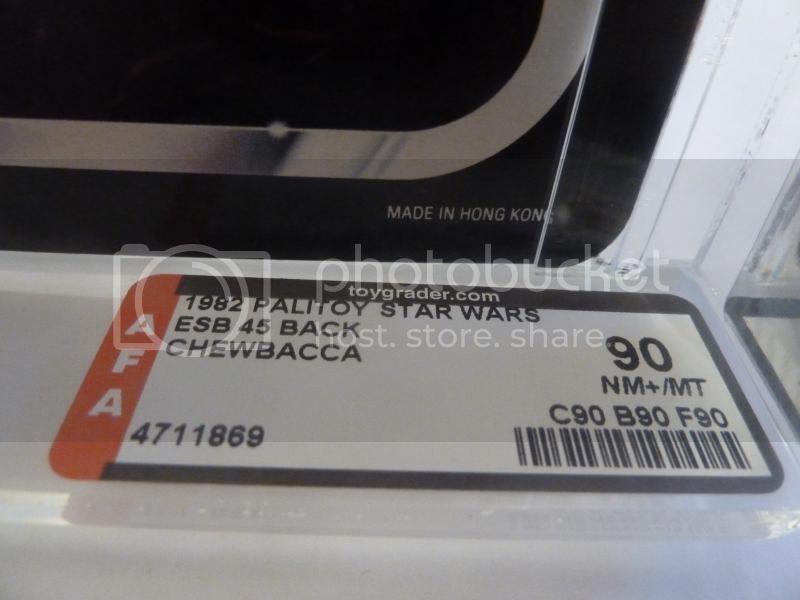 MADE IN HONG KONG
photobucket
host. store. share.
toygrader.com
AFA
1982 PALITOY STAR WARS
ESB 45 BACK
CHEWBACCA
90
NM+/MT
C90 B90 F90
4711869